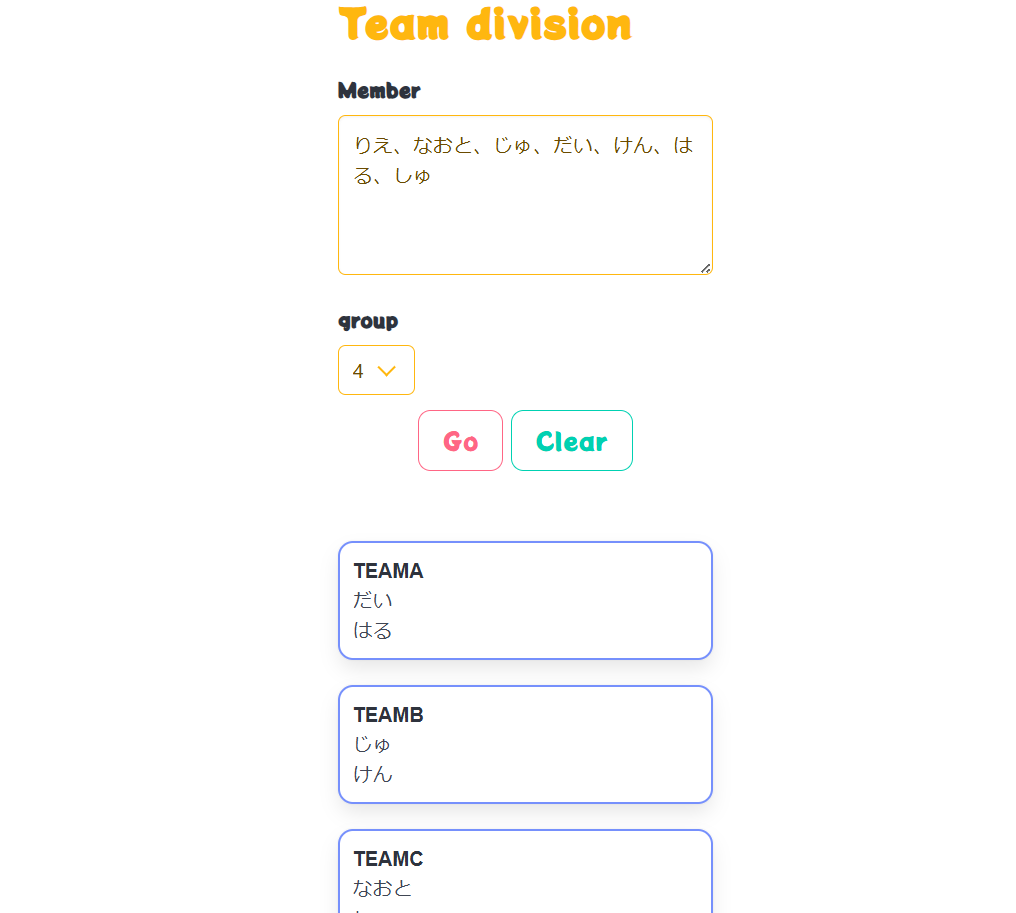 Team division
Member
りえ、なおと、じゅ、だい、けん、は
る、しゅ
group
4
Go
Clear
TEAMA
だい
はる
TEAMB
じゅ
けん
TEAMC
なおと